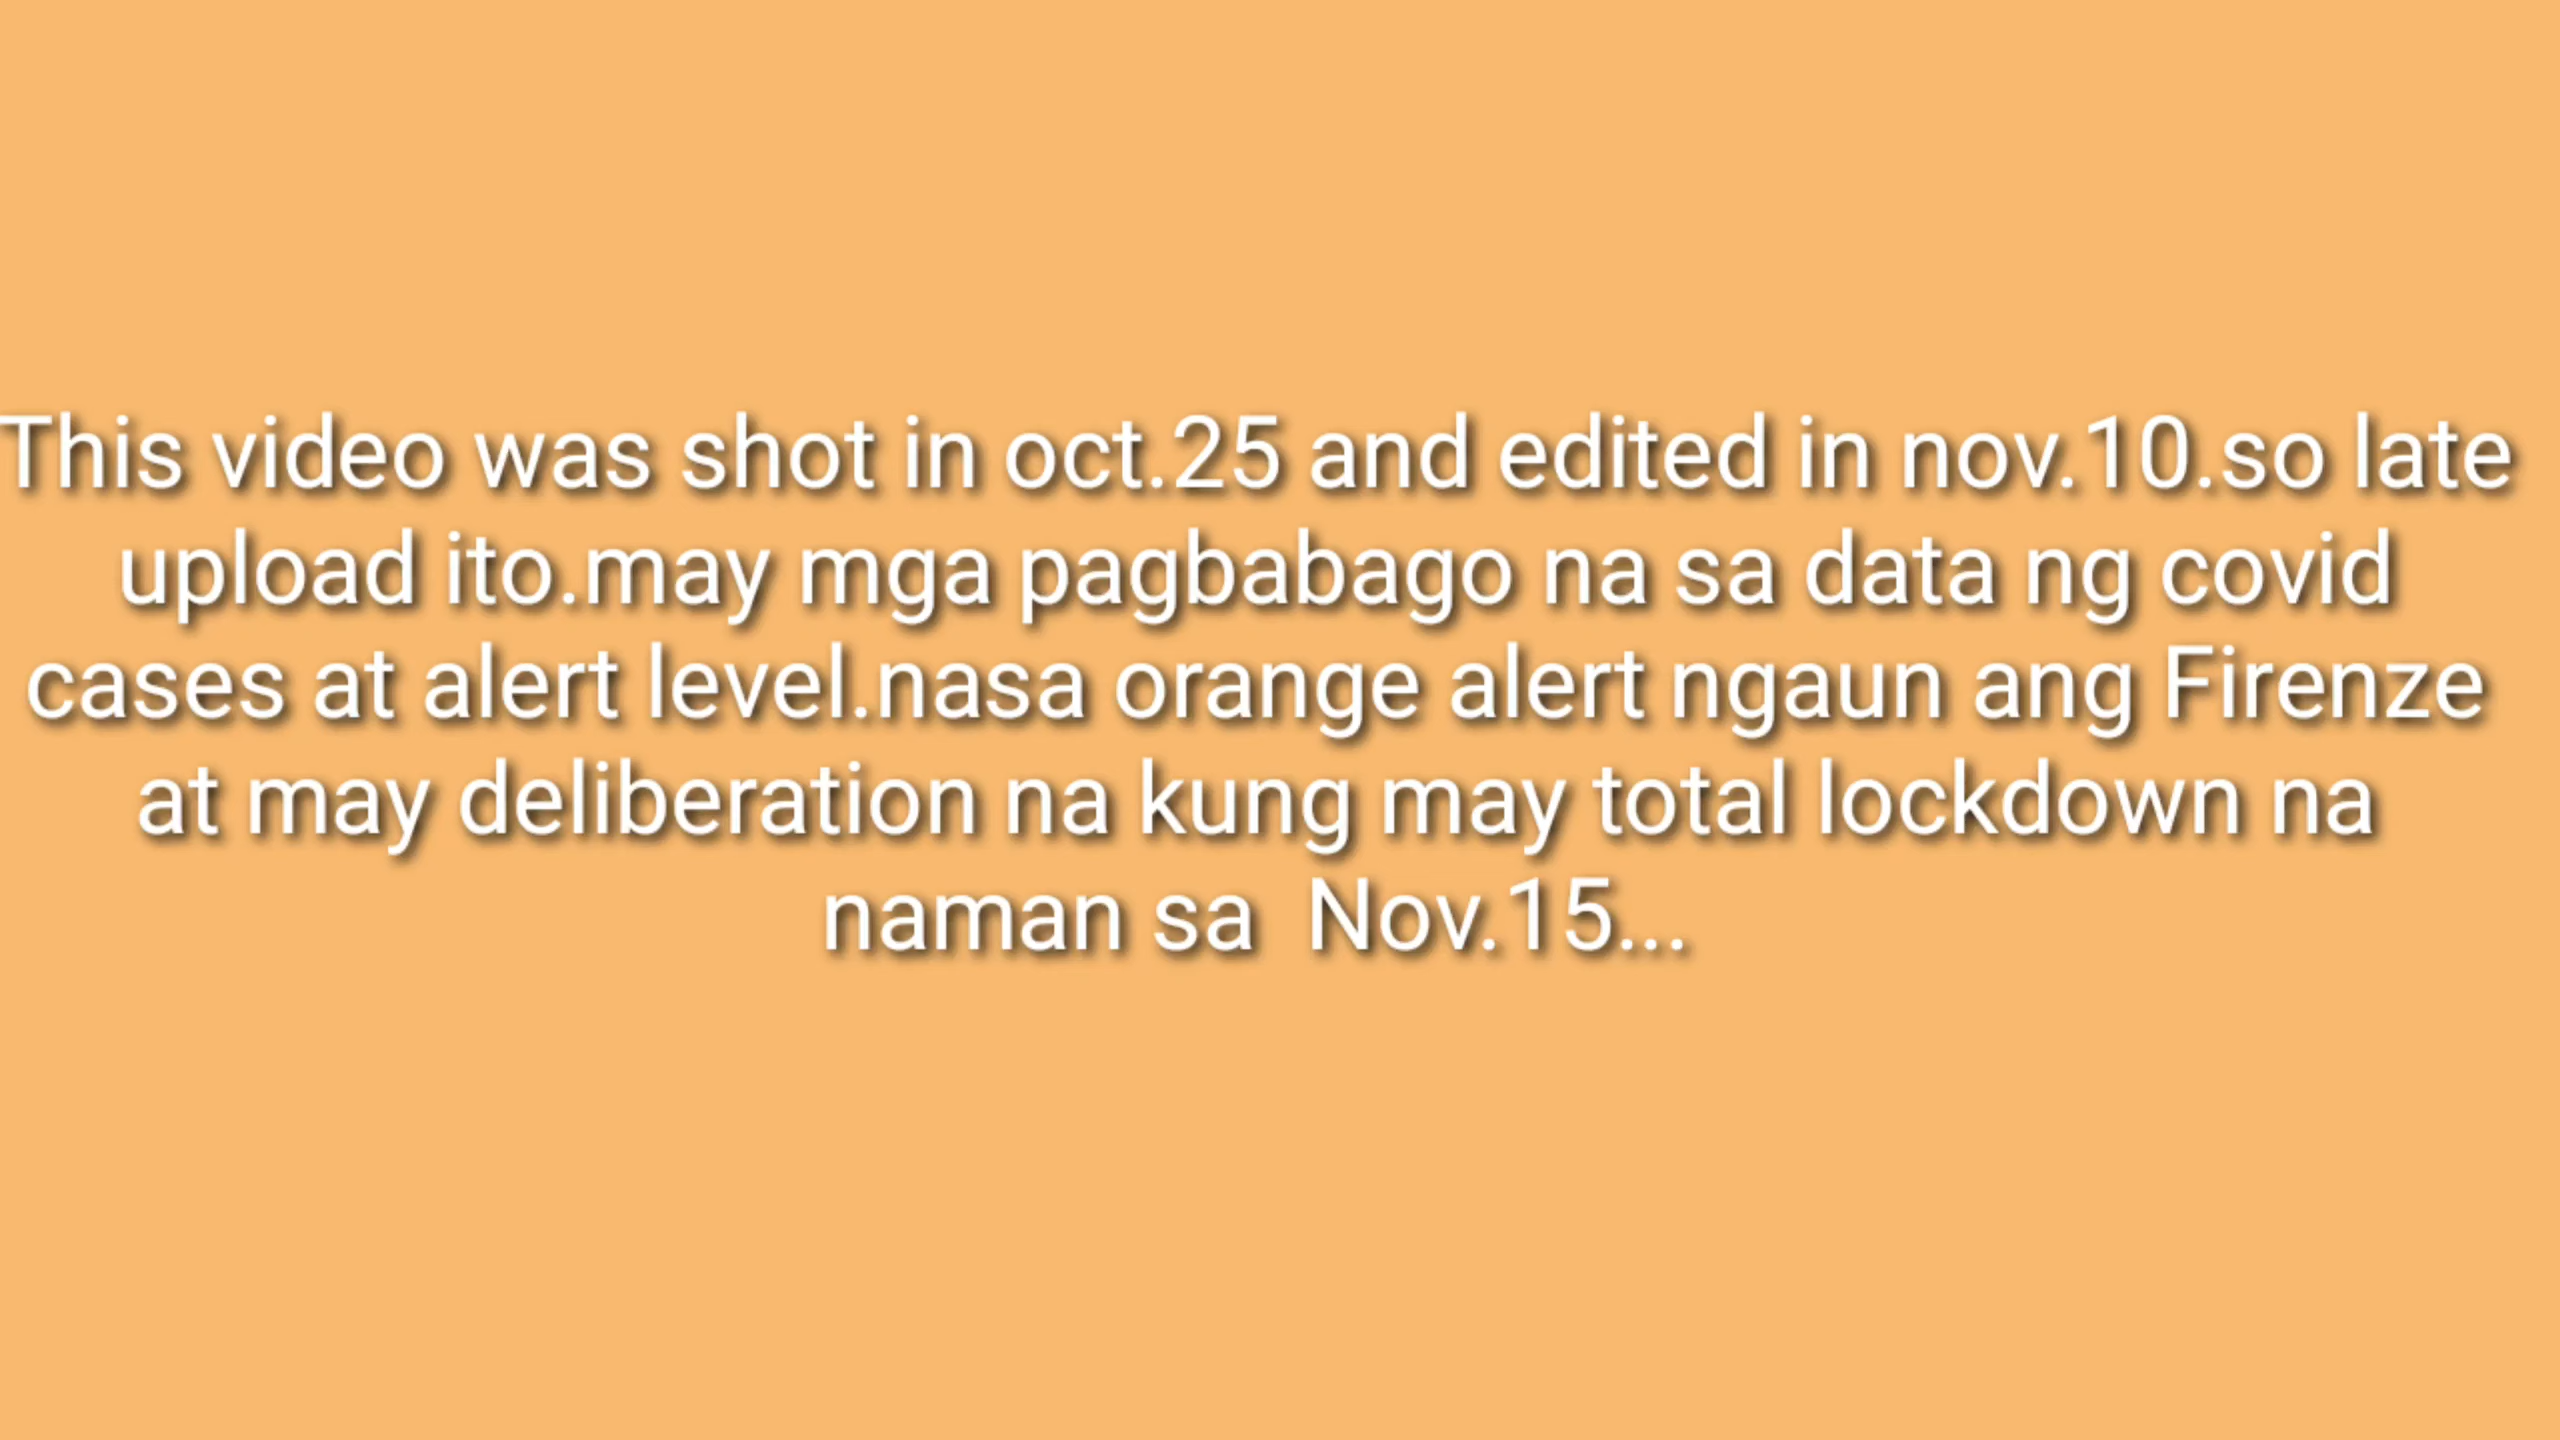 This video was shot in oct.25 and edited in nov.10.so late
upload ito.may mga pagbabago na sa data ng covid
cases at alert level.nasa orange alert ngaun ang Firenze
at may deliberation na kung may total lockdown na
naman sa  Nov.15...